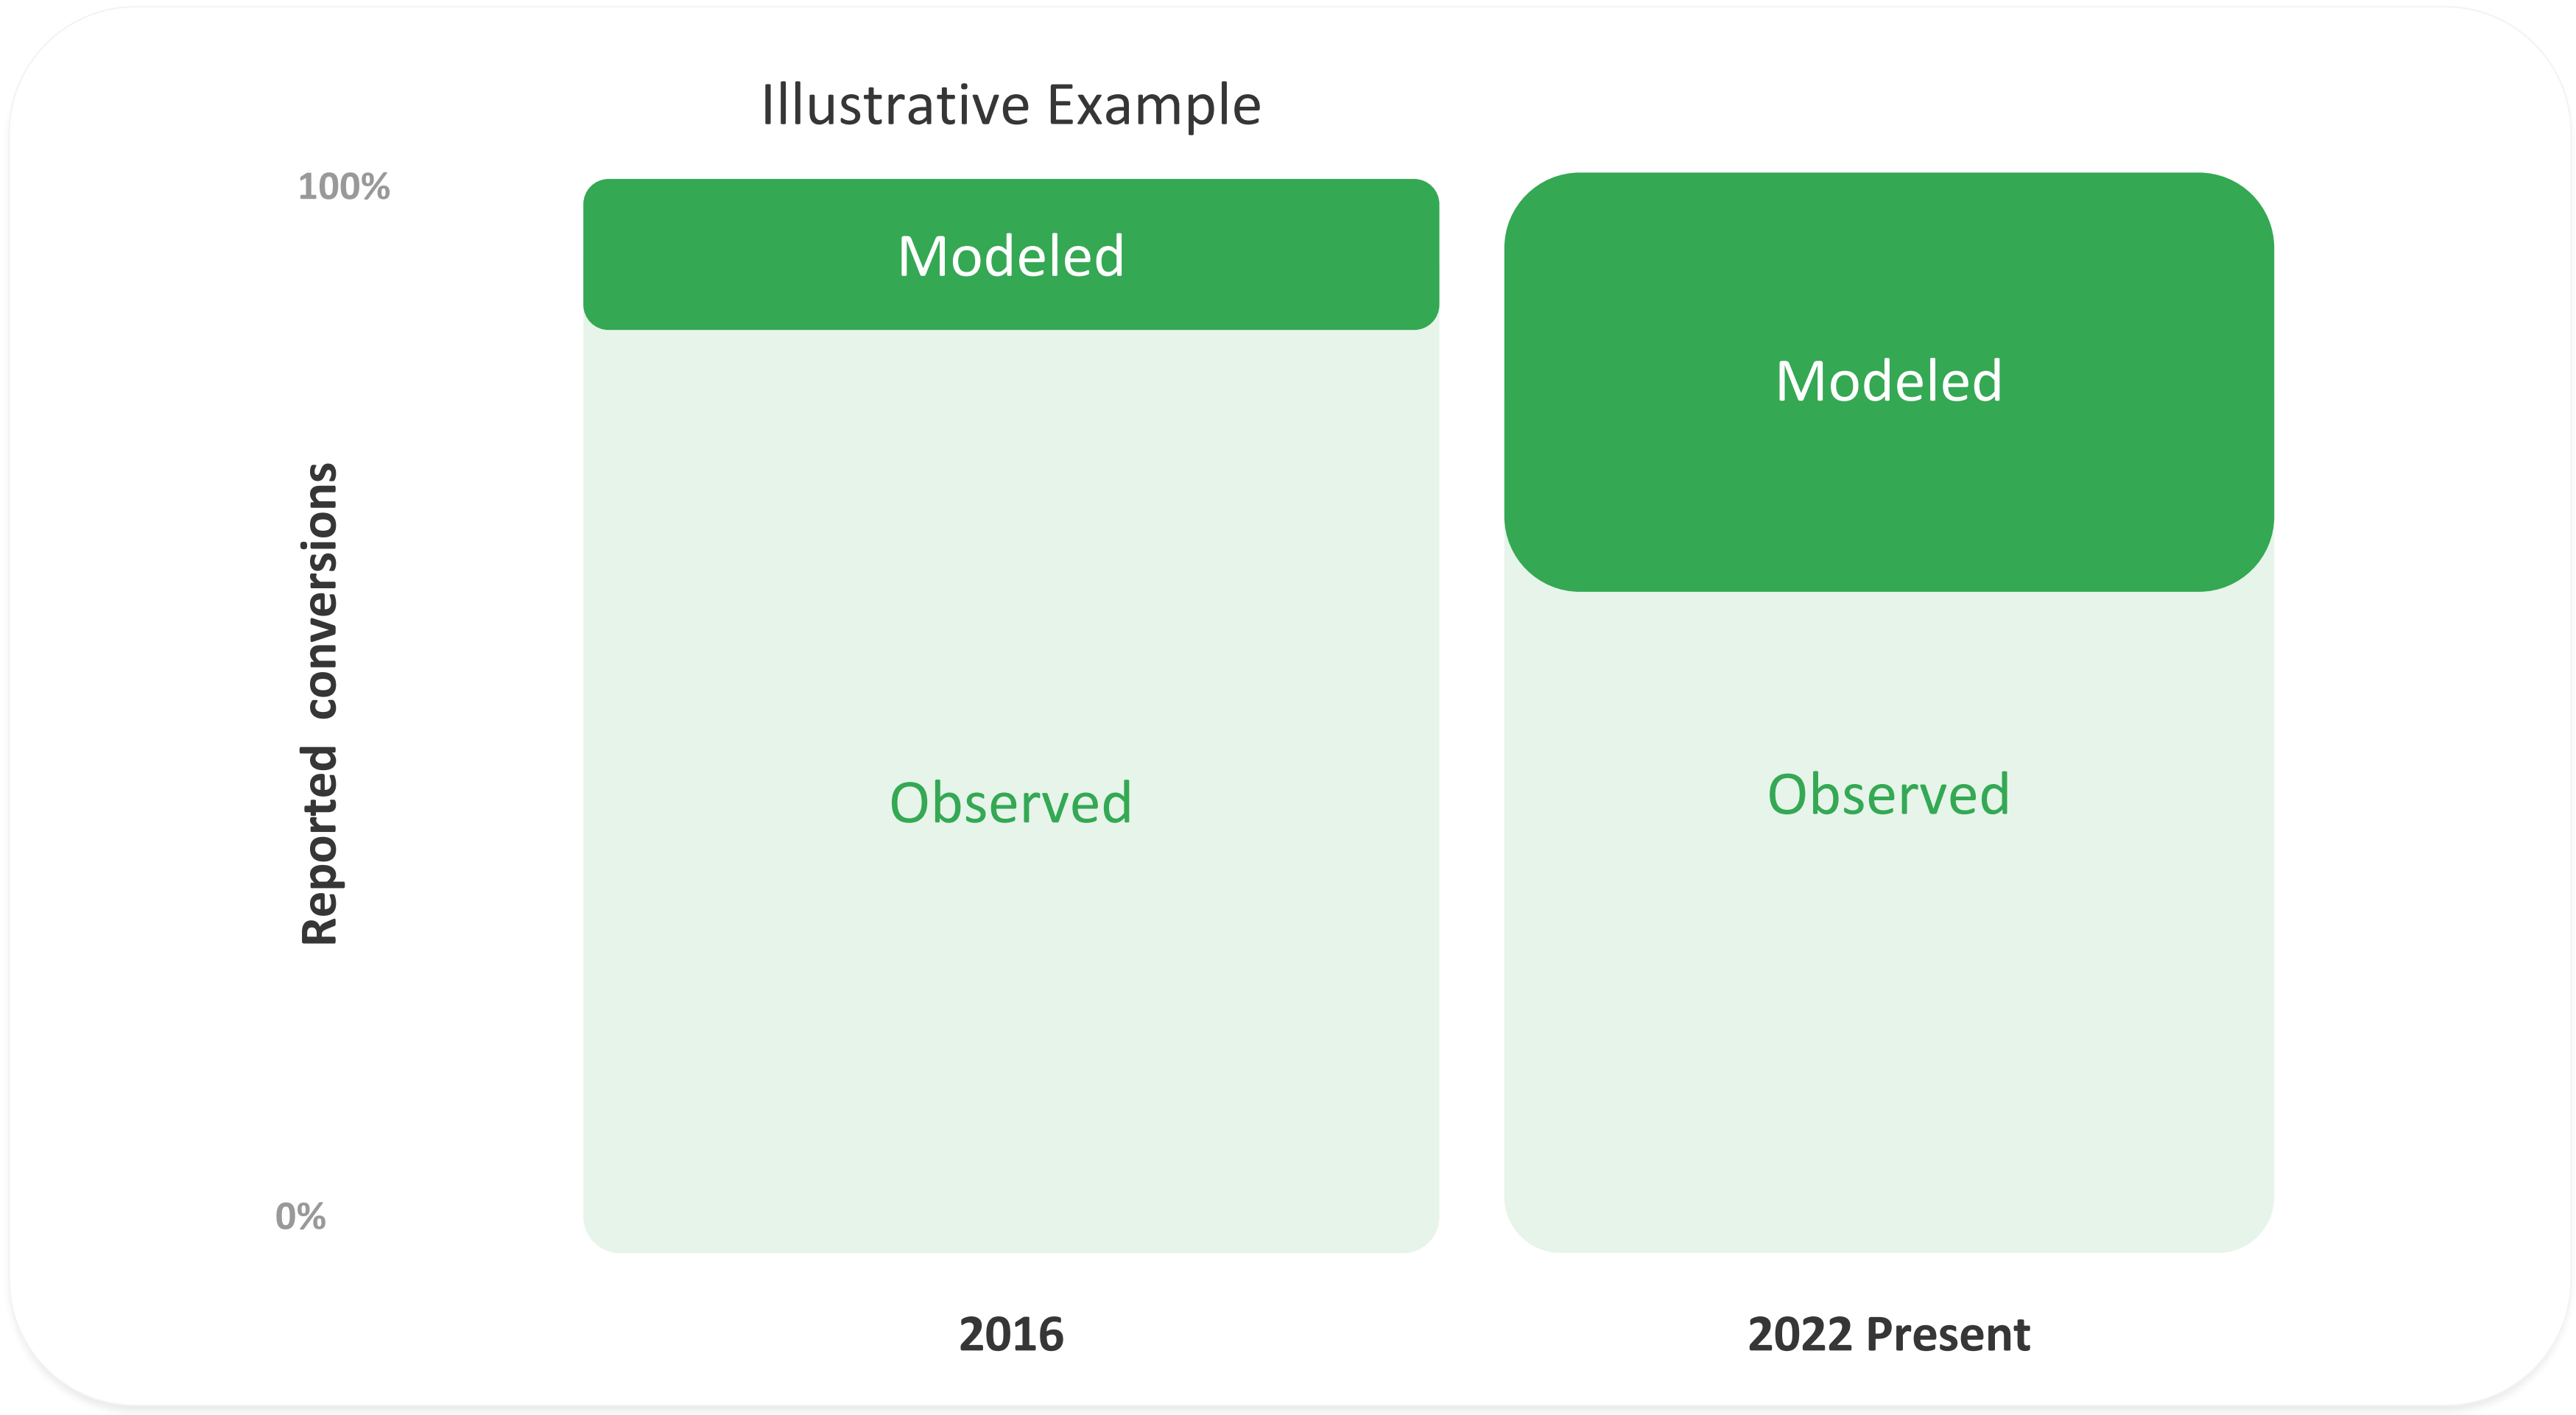 Illustrative Example
100%
Modeled
Modeled
Reported conversions
Observed
Observed
0%
2016
2022 Present